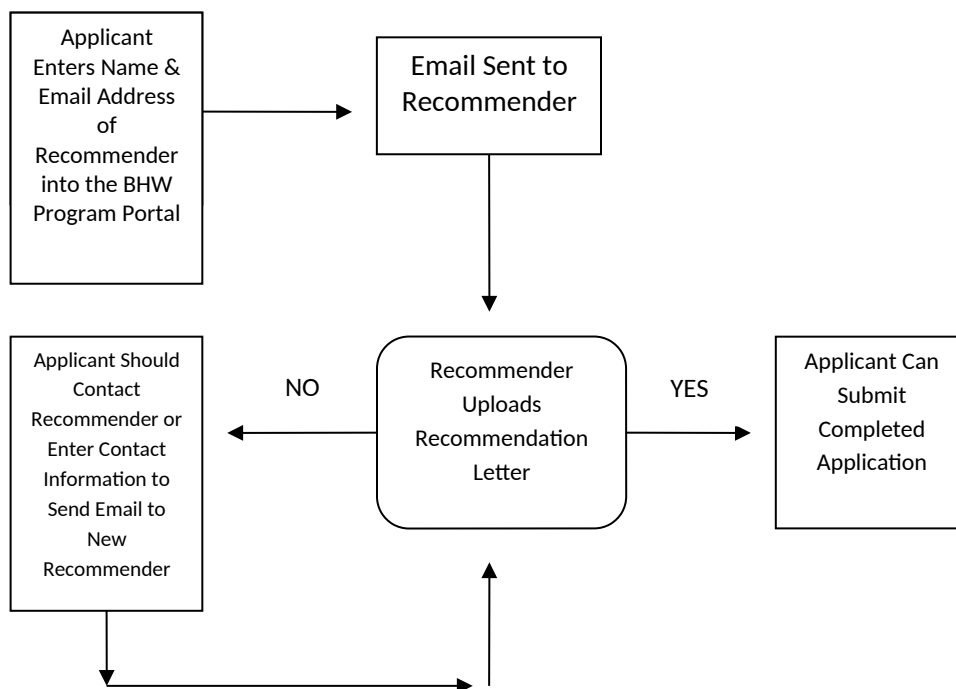 Applicant
Enters Name &
Email Address
of
Recommender
into the BHW
Program Portal
Email Sent to
Recommender
Applicant Should
Contact
Recommender or
Enter Contact
Information to
Send Email to
New
Recommender
NO
Recommender
Uploads
Recommendation
Letter
YES
Applicant Can
Submit
Completed
Application